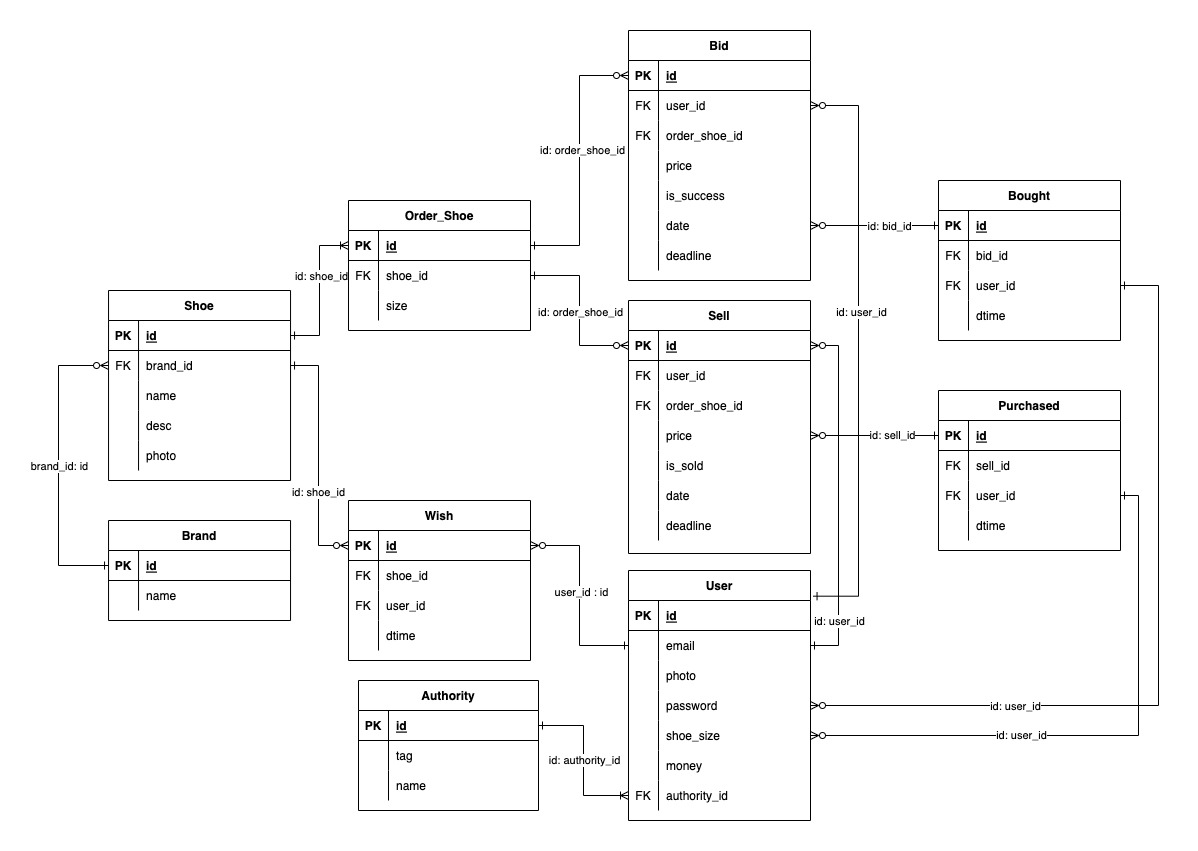 Bid
PK id
FK user_id
FK order_shoe_id
price
is_success
date
deadline
id: order_shoe_id
Bought
PK id
FK bid_id
FK user_id
dtime
id: bid_id
Order_Shoe
PK id
FK shoe_id
size
id: shoe_id
id: order_shoe_id
id: user_id
Shoe
PK id
FK brand_id
name
desc
photo
Sell
PK id
FK user_id
FK order_shoe_id
price
is_sold
date
deadline
Purchased
PK id
FK sell_id
FK user_id
dtime
id: sell_id
brand_id: id
id: shoe_id
Brand
PK id
name
Wish
PK id
FK shoe_id
FK user_id
dtime
user_id : id
User
PK id
email
photo
password
shoe_size
money
FK authority_id
id: user_id
id: user_id
id: user_id
Authority
PK id
tag
name
id: authority_id